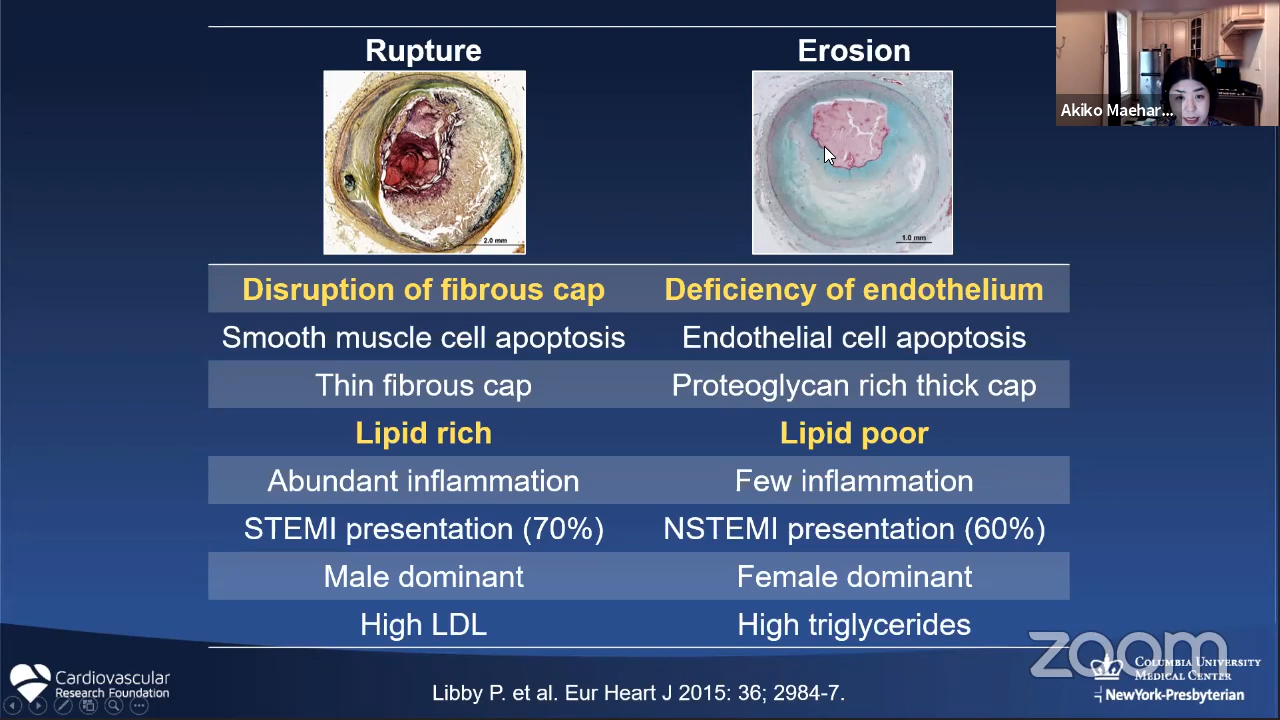 Rupture
Erosion
Akiko Maehar...
2.0 mm
1.0 mm
Disruption of fibrous cap
Deficiency of endothelium
Smooth muscle cell apoptosis
Endothelial cell apoptosis
Thin fibrous cap
Proteoglycan rich thick cap
Lipid rich
Lipid poor
Abundant inflammation
Few inflammation
STEMI presentation (70%)
NSTEMI presentation (60%)
Male dominant
Female dominant
High LDL
High triglycerides
zoom
Cardiovascular
Research Foundation
Libby P. et al. Eur Heart J 2015: 36; 2984-7.
COLUMBIA UNIVERSITY
MEDICAL CENTER
NewYork-Presbyterian